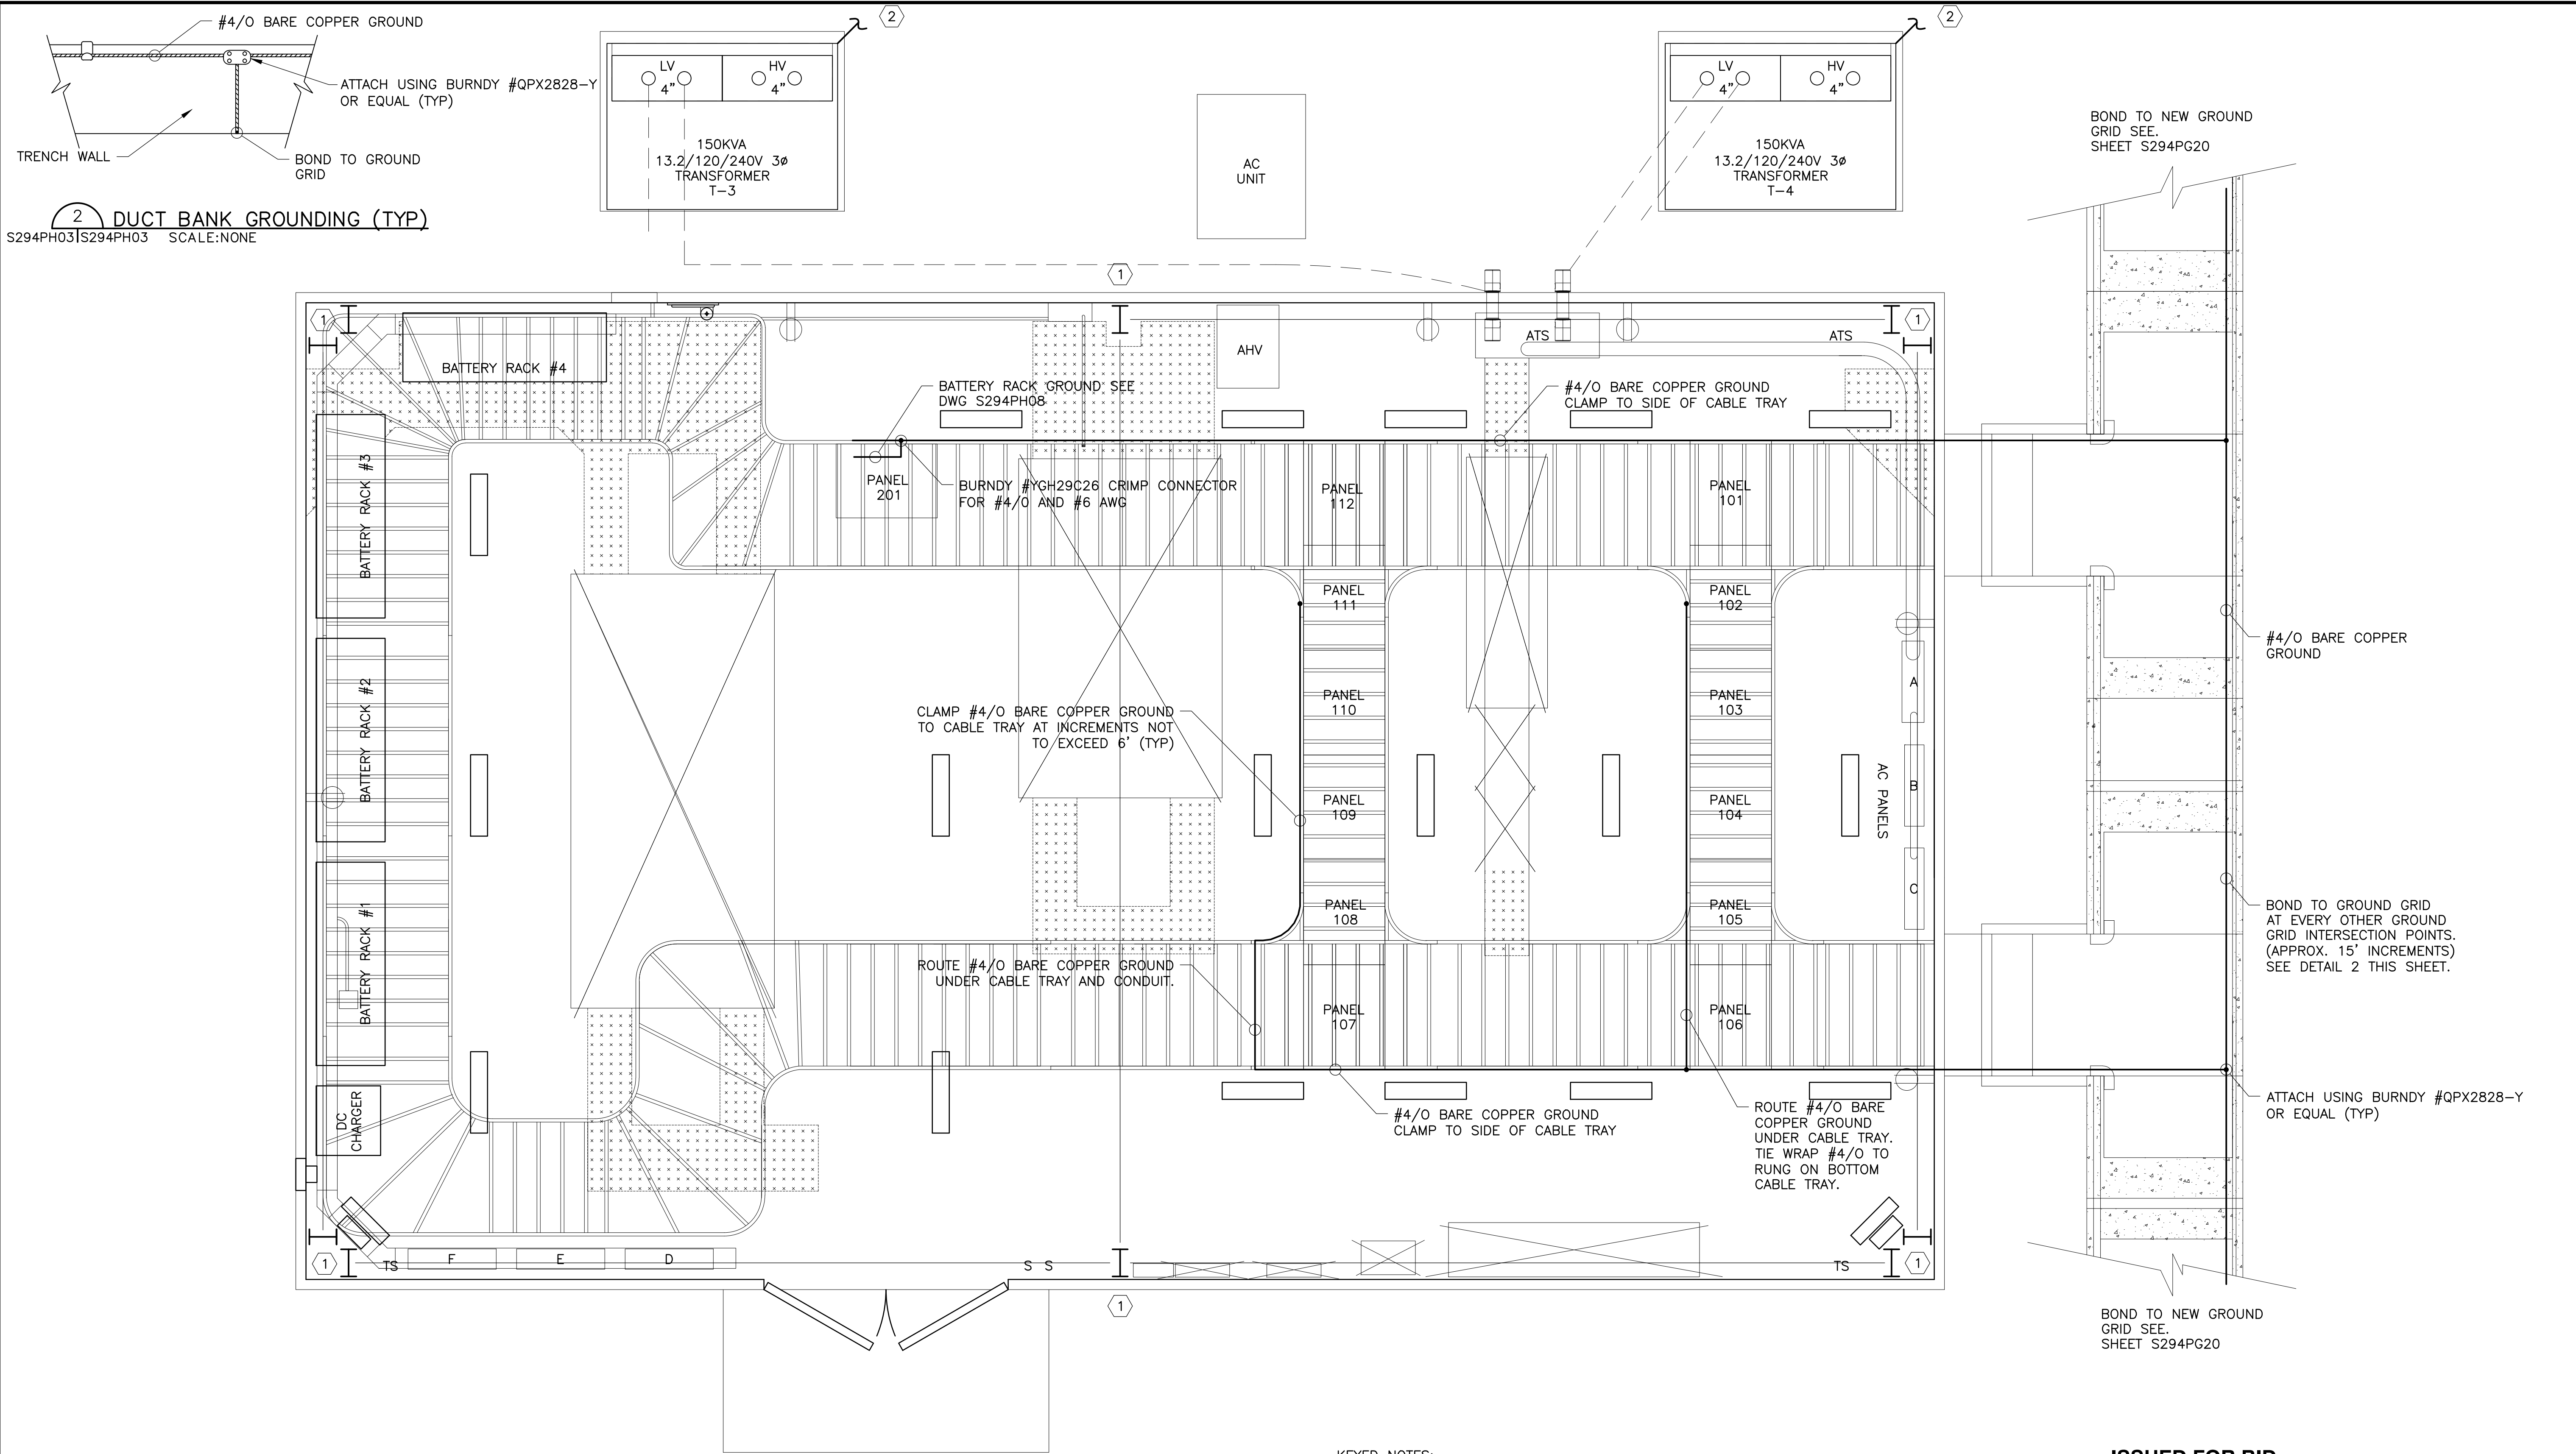 #4/0 BARE COPPER GROUND
ATTACH USING BURNDY #QPX2828-Y
OR EQUAL (TYP)
TRENCH WALL
BOND TO GROUND
GRID
2
DUCT BANK GROUNDING (TYP)
S294PH03 S294PH03 SCALE:NONE
2
LV
4"
HV
4"
150KVA
13.2/120/240V 3ø
TRANSFORMER
T-3
AC
UNIT
2
LV
4"
HV
4"
150KVA
13.2/120/240V 3ø
TRANSFORMER
T-4
BOND TO NEW GROUND
GRID SEE.
SHEET S294PG20
1
1
1
ATS
ATS
AHV
BATTERY RACK #4
BATTERY RACK GROUND SEE
DWG S294PH08
#4/0 BARE COPPER GROUND
CLAMP TO SIDE OF CABLE TRAY
BATTERY RACK #3
PANEL
201
BURNDY #YGH29C26 CRIMP CONNECTOR
FOR #4/0 AND #6 AWG
PANEL
112
PANEL
101
PANEL
111
PANEL
102
#4/0 BARE COPPER
GROUND
BATTERY RACK #2
CLAMP #4/0 BARE COPPER GROUND
TO CABLE TRAY AT INCREMENTS NOT
TO EXCEED 6' (TYP)
PANEL
110
PANEL
103
A
PANEL
109
PANEL
104
AC PANELS
B
BATTERY RACK #1
PANEL
108
PANEL
105
C
BOND TO GROUND GRID
AT EVERY OTHER GROUND
GRID INTERSECTION POINTS.
(APPROX. 15' INCREMENTS)
SEE DETAIL 2 THIS SHEET.
ROUTE #4/0 BARE COPPER GROUND
UNDER CABLE TRAY AND CONDUIT.
PANEL
107
PANEL
106
DC
CHARGER
#4/0 BARE COPPER GROUND
CLAMP TO SIDE OF CABLE TRAY
ROUTE #4/0 BARE
COPPER GROUND
UNDER CABLE TRAY.
TIE WRAP #4/0 TO
RUNG ON BOTTOM
CABLE TRAY.
ATTACH USING BURNDY #QPX2828-Y
OR EQUAL (TYP)
1
TS
F
E
D
S S
TS
1
1
BOND TO NEW GROUND
GRID SEE.
SHEET S294PG20
KEYED NOTES:
ISSUED FOR BID